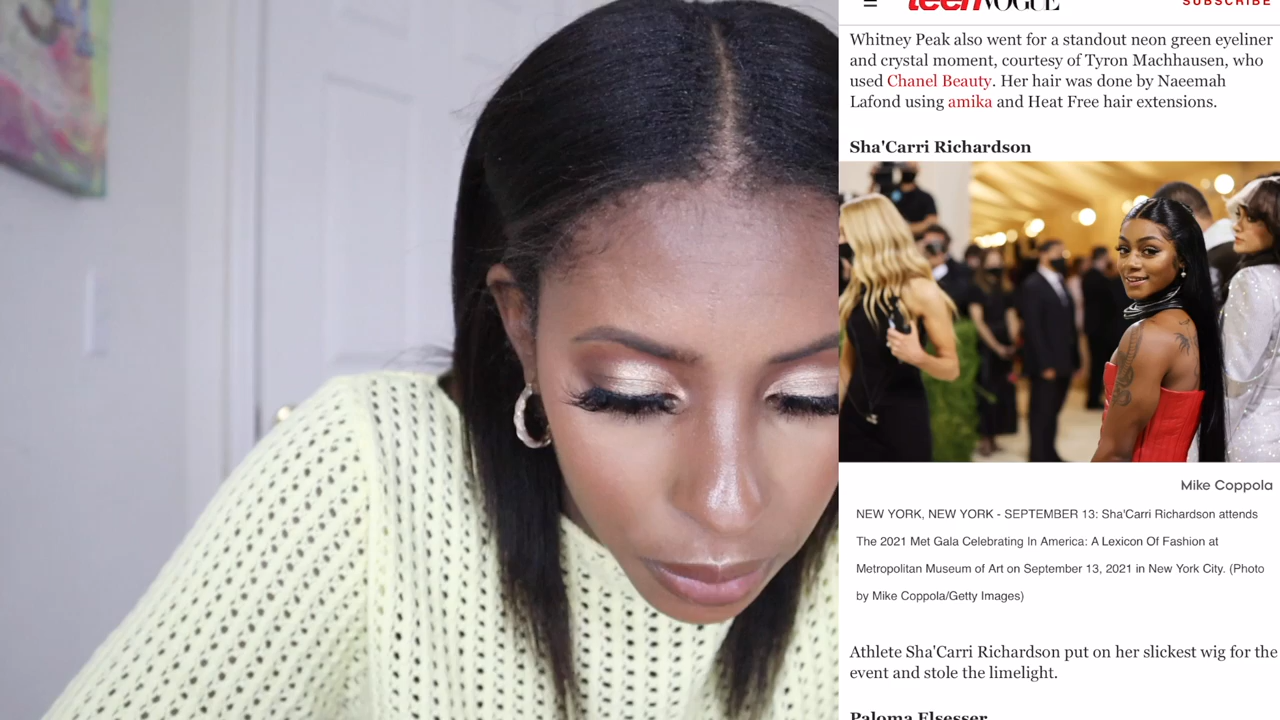 teenVOGUE
SUBSCRIBE
Whitney Peak also went for a standout neon green eyeliner
and crystal moment, courtesy of Tyron Machhausen, who
used Chanel Beauty. Her hair was done by Naeemah
Lafond using amika and Heat Free hair extensions.
Sha'Carri Richardson
Mike Coppola
NEW YORK, NEW YORK - SEPTEMBER 13: Sha'Carri Richardson attends
The 2021 Met Gala Celebrating In America: A Lexicon Of Fashion at
Metropolitan Museum of Art on September 13, 2021 in New York City. (Photo
by Mike Coppola/Getty Images)
Athlete Sha'Carri Richardson put on her slickest wig for the
event and stole the limelight.
Paloma Elsesser